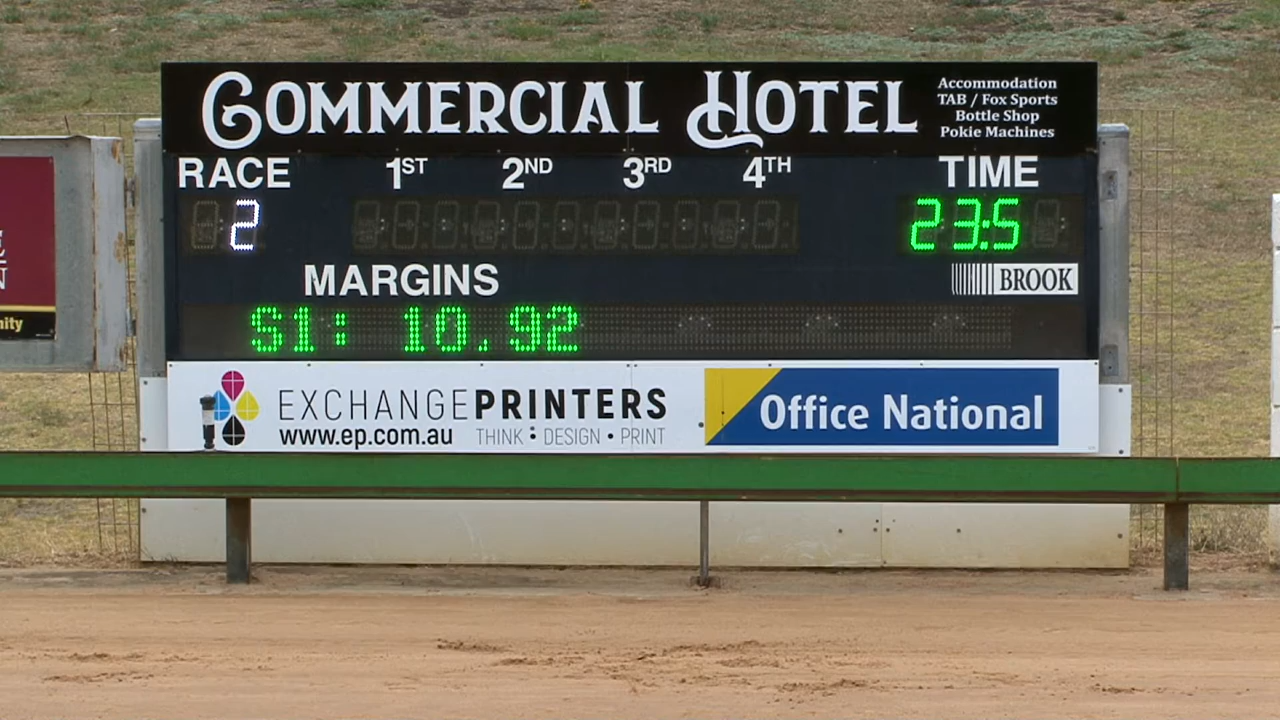 COMMERCIAL HOTEL
Accommodation
TAB / Fox Sports
Bottle Shop
Pokie Machines
RACE 1ST 2ND 3RD 4TH TIME
2 23:5
MARGINS
BROOK
S1: 10.92
EXCHANGEPRINTERS
www.ep.com.au THINK • DESIGN • PRINT
Office National
E
N
nity